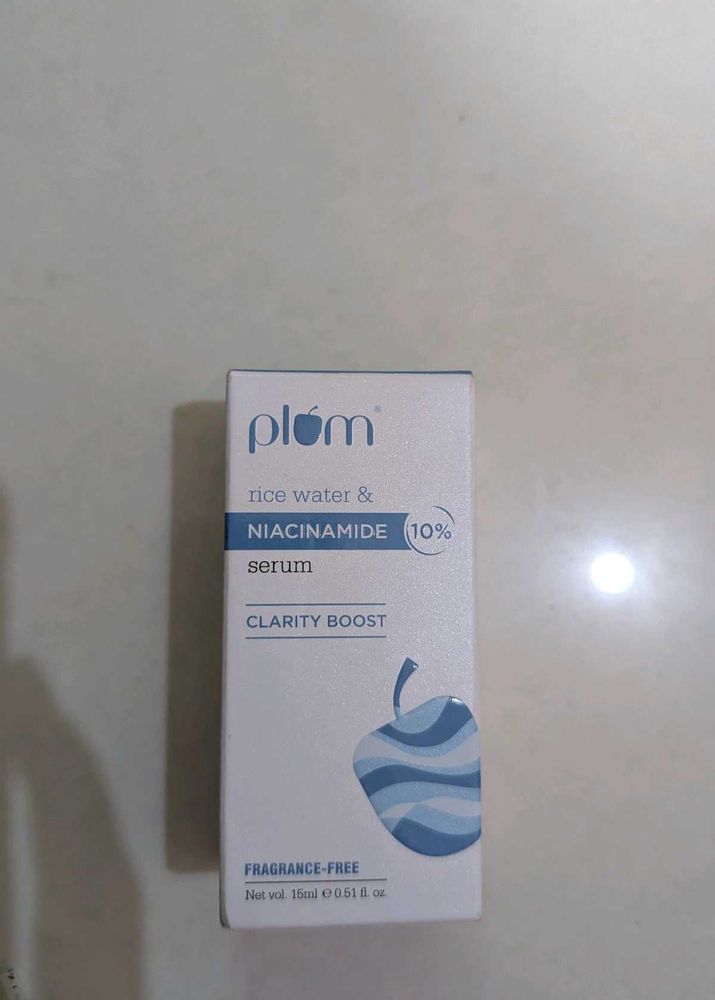 plum®
rice water &
NIACINAMIDE 10%
serum
CLARITY BOOST
FRAGRANCE-FREE
Net vol. 15ml ℮ 0.51 fl. oz.